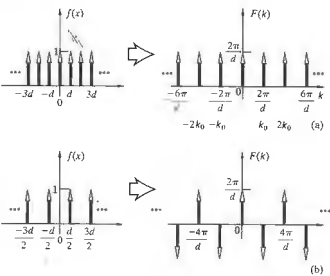 f(x)
F(k)
1
2π/d
... ... ... ...
-3d -d d 3d
0
-6π/d -2π/d 0 2π/d 6π/d k
-2k₀ -k₀ k₀ 2k₀ (a)
f(x)
F(k)
1
2π/d
... ... ... ...
-3d/2 -d/2 0 d/2 3d/2
-4π/d 4π/d
(b)